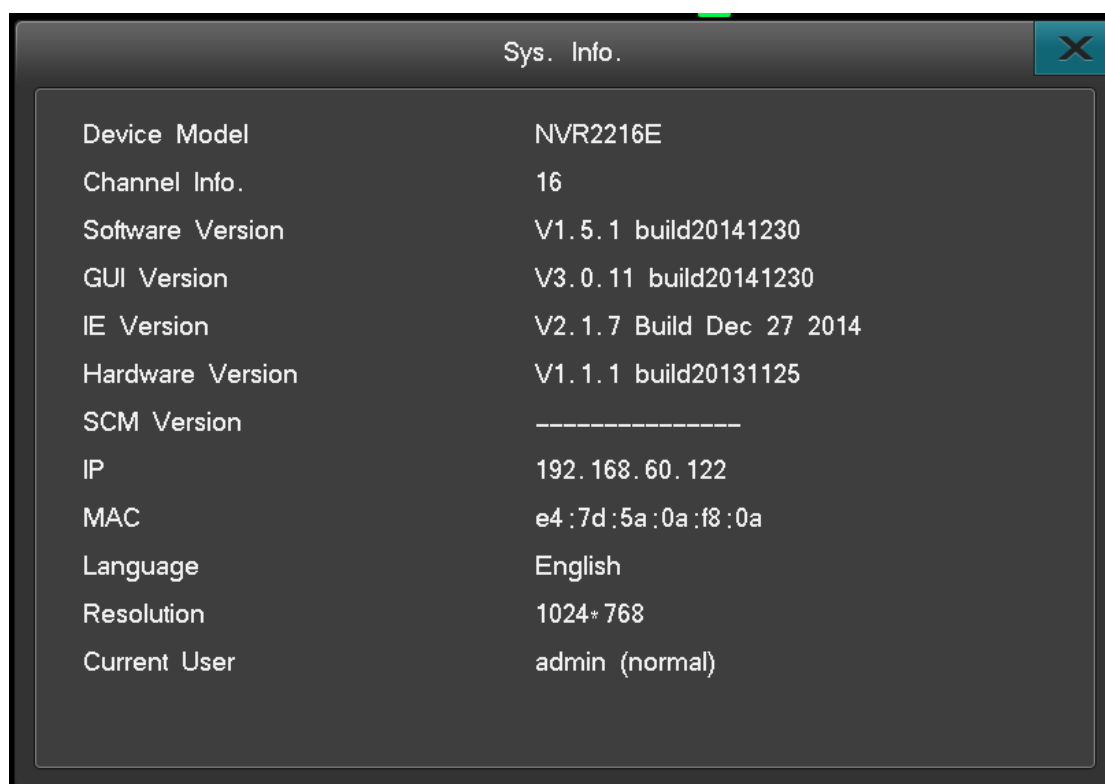 Sys. Info.
Device Model NVR2216E
Channel Info. 16
Software Version V1.5.1 build20141230
GUI Version V3.0.11 build20141230
IE Version V2.1.7 Build Dec 27 2014
Hardware Version V1.1.1 build20131125
SCM Version ---------------
IP 192.168.60.122
MAC e4:7d:5a:0a:f8:0a
Language English
Resolution 1024*768
Current User admin (normal)